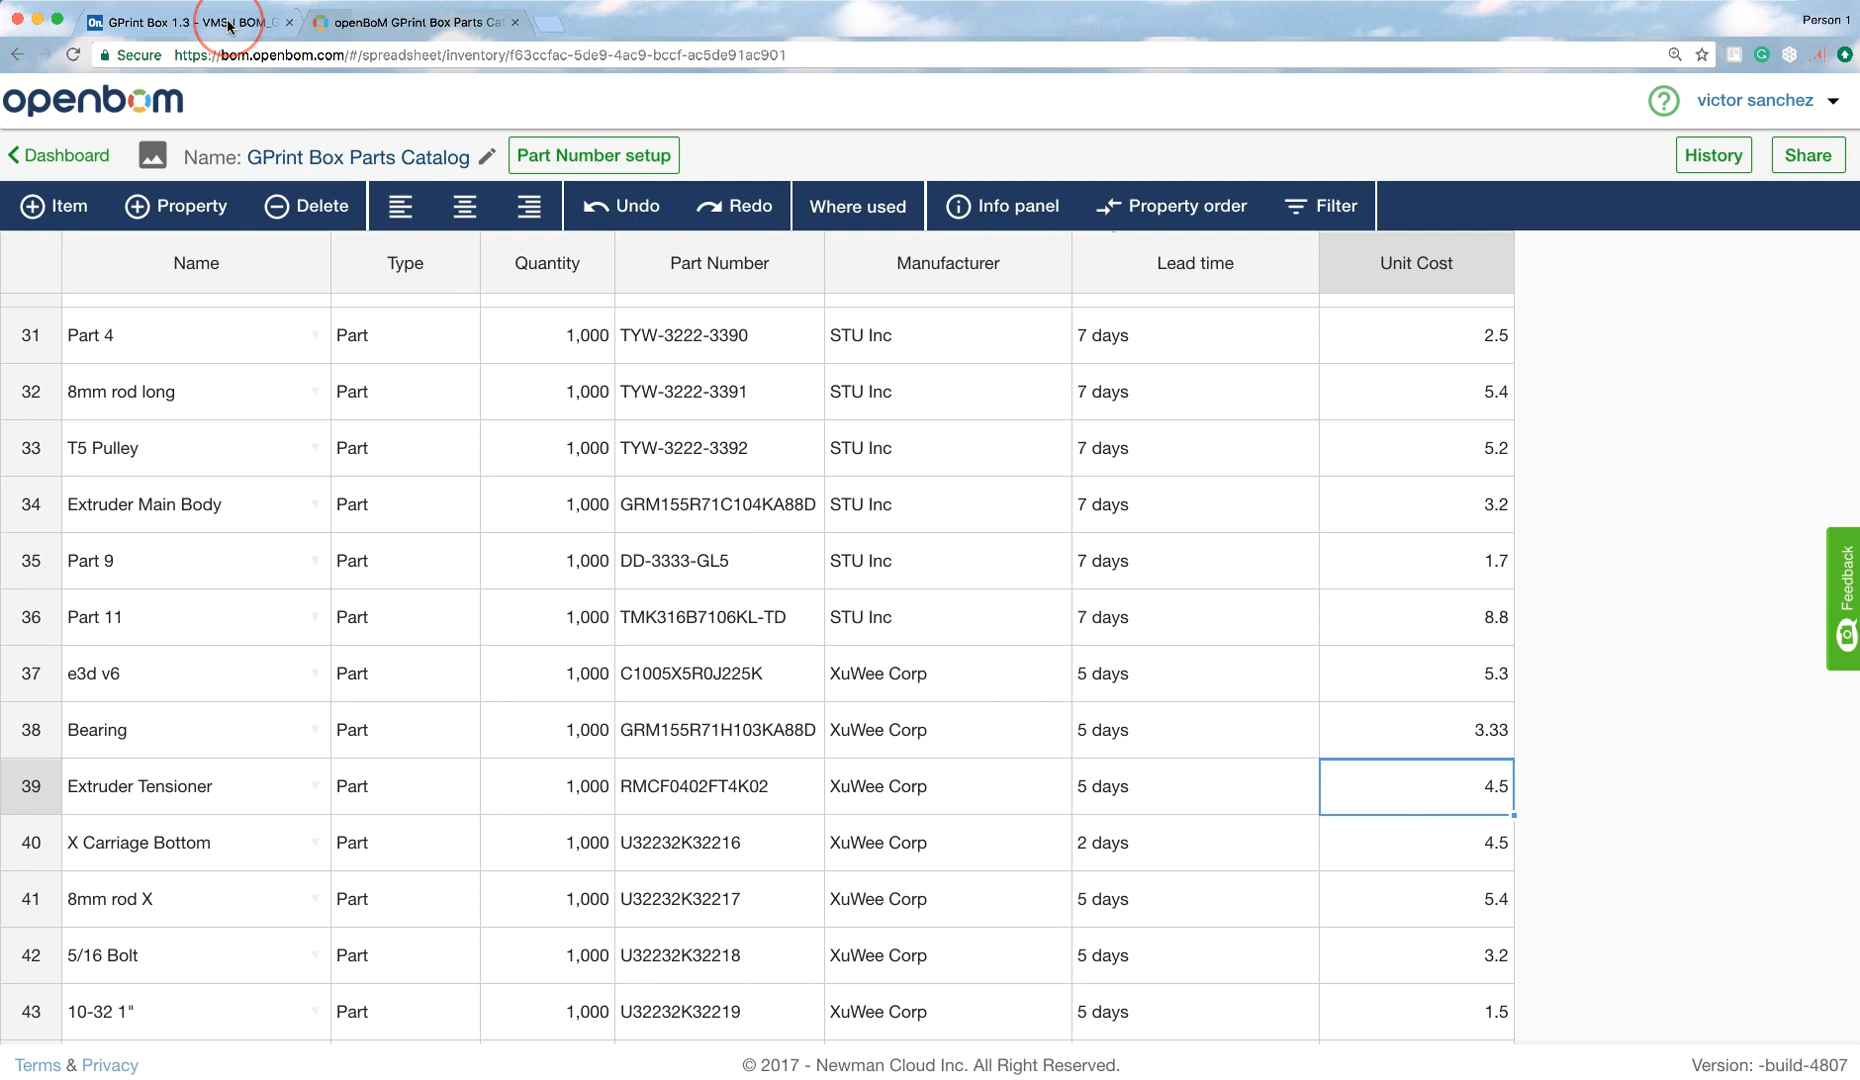 On GPrint Box 1.3 - VMS | BOM_G
openBoM GPrint Box Parts Cat
Person 1
Secure https://bom.openbom.com/#/spreadsheet/inventory/f63ccfac-5de9-4ac9-bccf-ac5de91ac901
openbom
? victor sanchez
Dashboard Name: GPrint Box Parts Catalog Part Number setup History Share
Item Property Delete Undo Redo Where used Info panel Property order Filter
Name Type Quantity Part Number Manufacturer Lead time Unit Cost
31 Part 4 Part 1,000 TYW-3222-3390 STU Inc 7 days 2.5
32 8mm rod long Part 1,000 TYW-3222-3391 STU Inc 7 days 5.4
33 T5 Pulley Part 1,000 TYW-3222-3392 STU Inc 7 days 5.2
34 Extruder Main Body Part 1,000 GRM155R71C104KA88D STU Inc 7 days 3.2
35 Part 9 Part 1,000 DD-3333-GL5 STU Inc 7 days 1.7
36 Part 11 Part 1,000 TMK316B7106KL-TD STU Inc 7 days 8.8
37 e3d v6 Part 1,000 C1005X5R0J225K XuWee Corp 5 days 5.3
38 Bearing Part 1,000 GRM155R71H103KA88D XuWee Corp 5 days 3.33
39 Extruder Tensioner Part 1,000 RMCF0402FT4K02 XuWee Corp 5 days 4.5
40 X Carriage Bottom Part 1,000 U32232K32216 XuWee Corp 2 days 4.5
41 8mm rod X Part 1,000 U32232K32217 XuWee Corp 5 days 5.4
42 5/16 Bolt Part 1,000 U32232K32218 XuWee Corp 5 days 3.2
43 10-32 1" Part 1,000 U32232K32219 XuWee Corp 5 days 1.5
Feedback
Terms & Privacy © 2017 - Newman Cloud Inc. All Right Reserved. Version: -build-4807